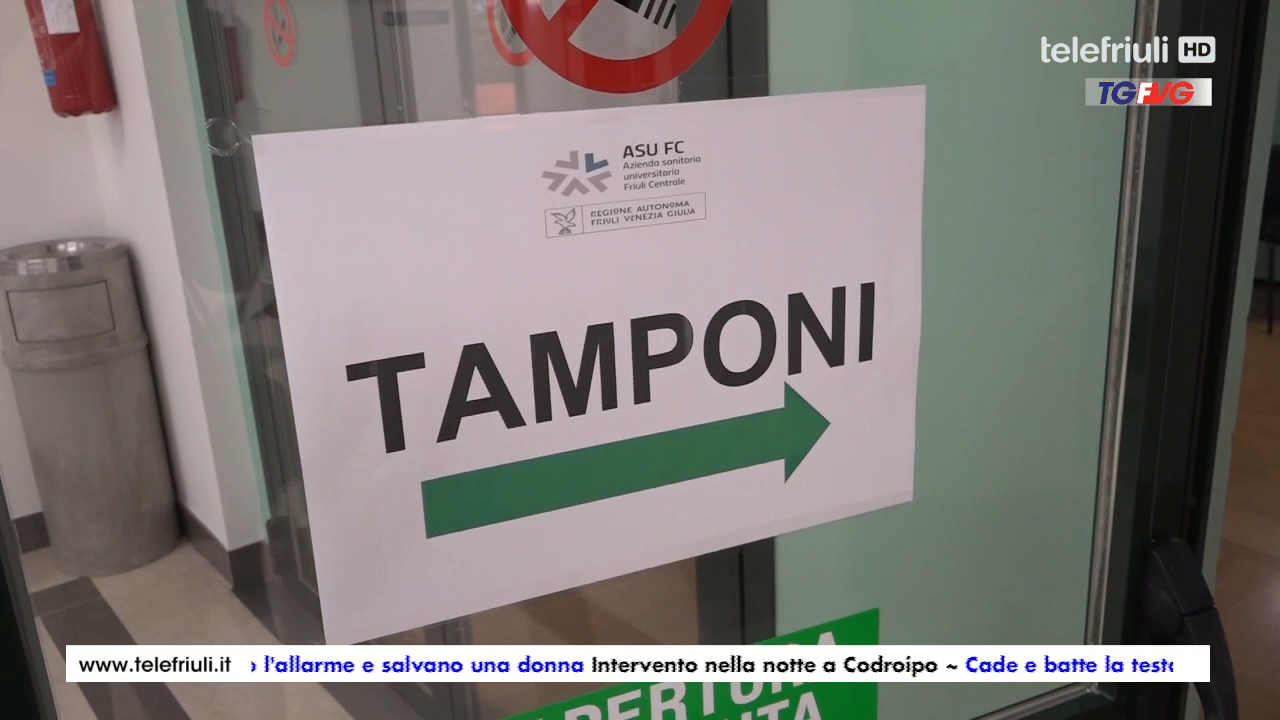 telefriuli HD
TGFVG
ASU FC
Azienda sanitaria
universitaria
Friuli Centrale
REGIONE AUTONOMA
FRIULI VENEZIA GIULIA
TAMPONI
www.telefriuli.it l'allarme e salvano una donna Intervento nella notte a Codroipo ~ Cade e batte la